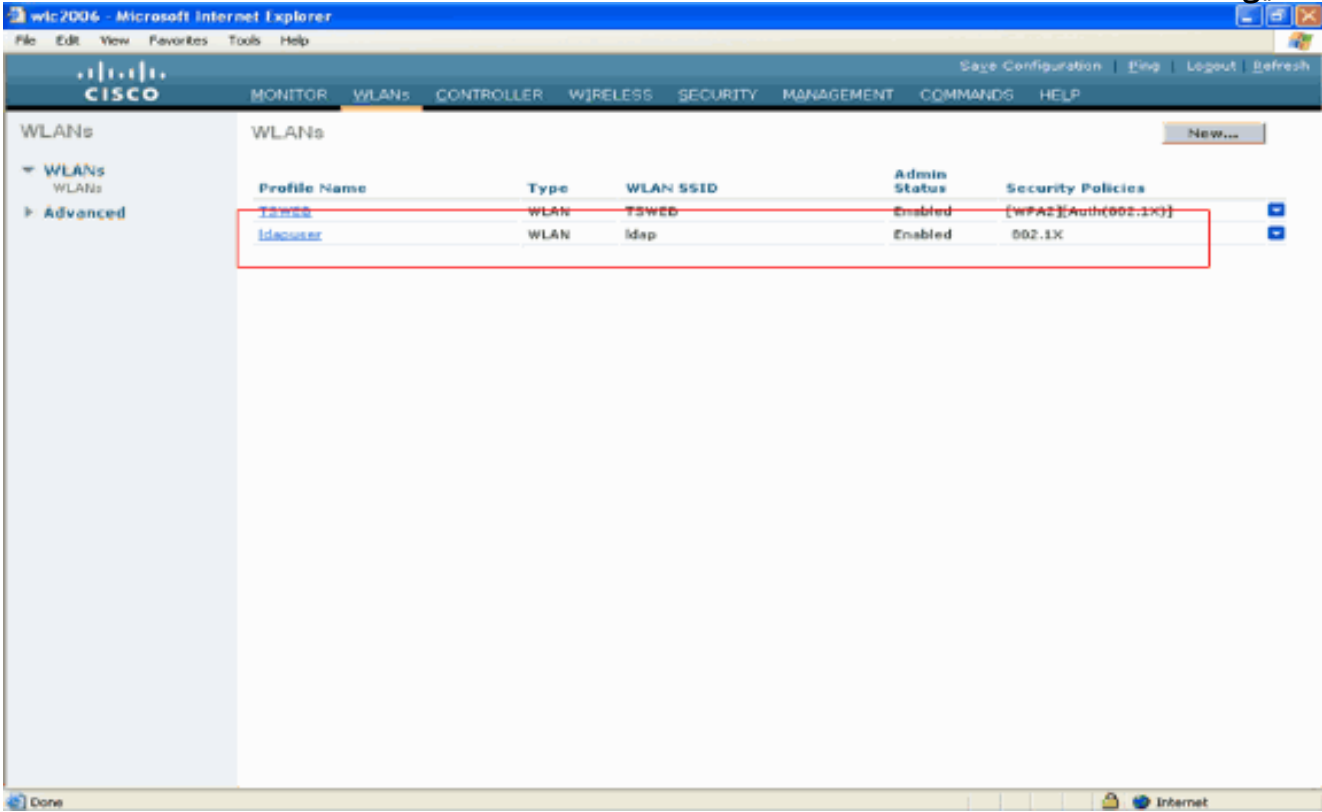 wlc2006 - Microsoft Internet Explorer
File Edit View Favorites Tools Help
Save Configuration | Ping | Logout | Refresh
CISCO
MONITOR WLANs CONTROLLER WIRELESS SECURITY MANAGEMENT COMMANDS HELP
WLANs
WLANs
WLANs
Advanced
WLANs
New...
Profile Name Type WLAN SSID Admin Status Security Policies
TSWEB WLAN TSWEB Enabled [WPA2][Auth(802.1X)]
ldapuser WLAN ldap Enabled 802.1X
Done
Internet